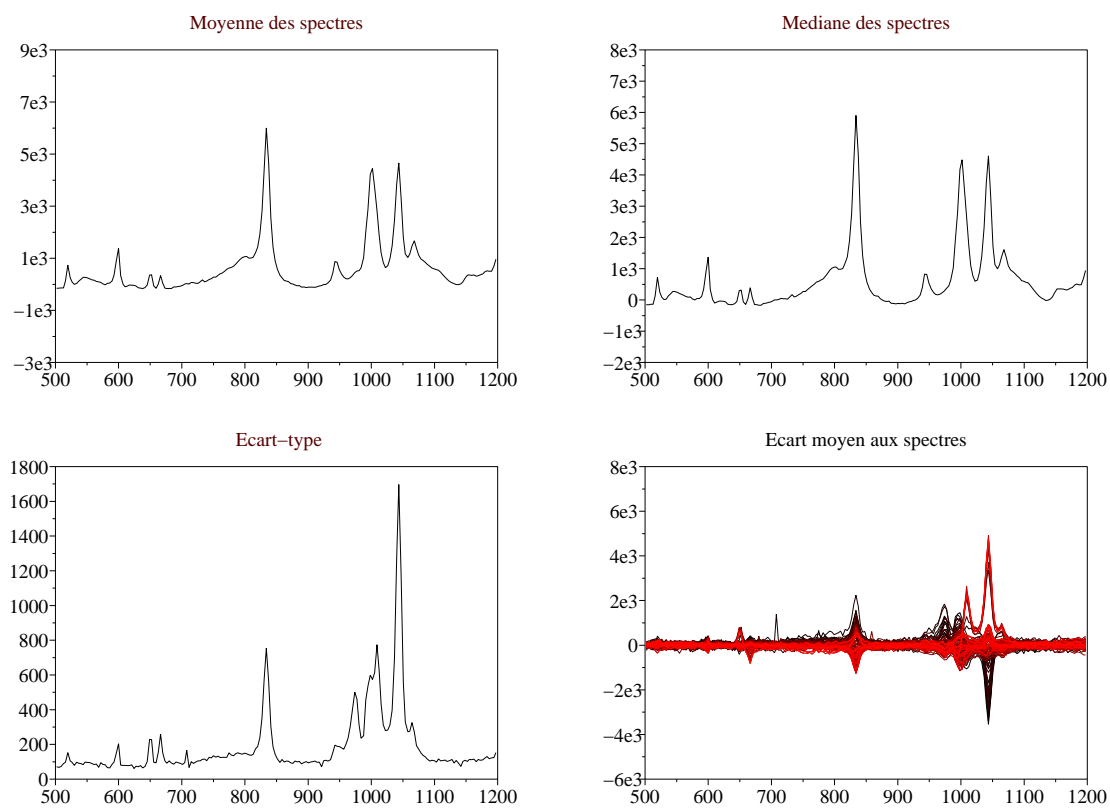 Moyenne des spectres
9e3
7e3
5e3
3e3
1e3
−1e3
−3e3
500 600 700 800 900 1000 1100 1200
Mediane des spectres
8e3
7e3
6e3
5e3
4e3
3e3
2e3
1e3
0
−1e3
−2e3
500 600 700 800 900 1000 1100 1200
Ecart−type
1800
1600
1400
1200
1000
800
600
400
200
0
500 600 700 800 900 1000 1100 1200
Ecart moyen aux spectres
8e3
6e3
4e3
2e3
0
−2e3
−4e3
−6e3
500 600 700 800 900 1000 1100 1200